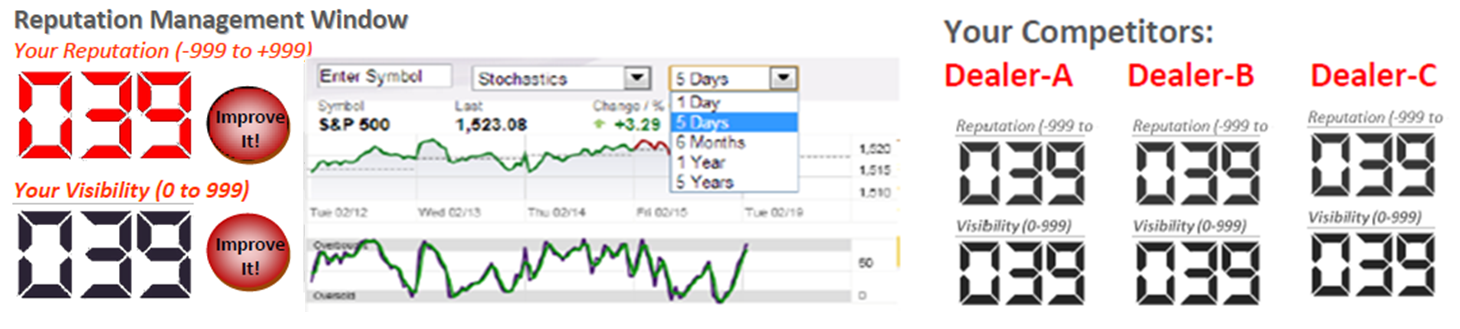 Reputation Management Window
Your Reputation (-999 to +999)
039
Improve It!
Your Visibility (0 to 999)
039
Improve It!
Enter Symbol
Stochastics
5 Days
1 Day
5 Days
6 Months
1 Year
5 Years
Symbol Last Change / %
S&P 500 1,523.08 +3.29
1,520
1,515
1,510
Tue 02/12 Wed 02/13 Thu 02/14 Fri 02/15 Tue 02/19
Overbought
50
Oversold
0
Your Competitors:
Dealer-A
Reputation (-999 to
039
Visibility (0-999)
039
Dealer-B
Reputation (-999 to
039
Visibility (0-999)
039
Dealer-C
Reputation (-999 to
039
Visibility (0-999)
039